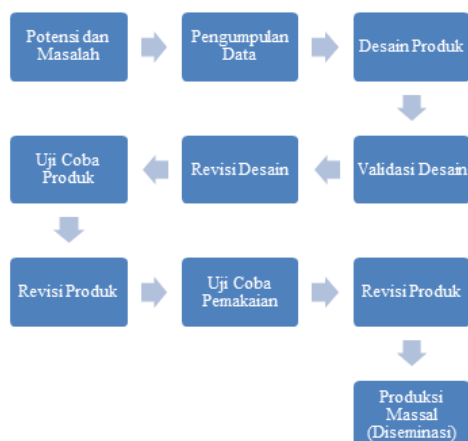 Potensi dan
Masalah
Pengumpulan
Data
Desain Produk
Validasi Desain
Revisi Desain
Uji Coba
Produk
Revisi Produk
Uji Coba
Pemakaian
Revisi Produk
Produksi
Massal
(Diseminasi)